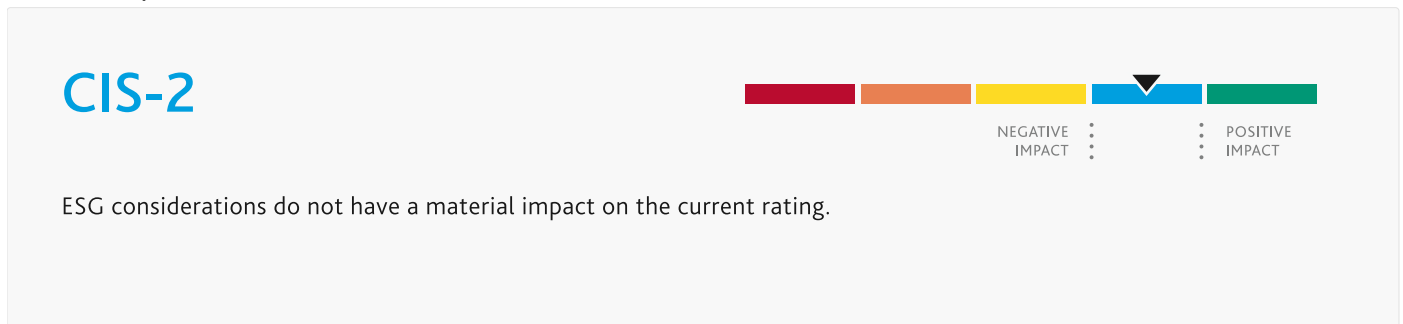 CIS-2
NEGATIVE
IMPACT
POSITIVE
IMPACT
ESG considerations do not have a material impact on the current rating.